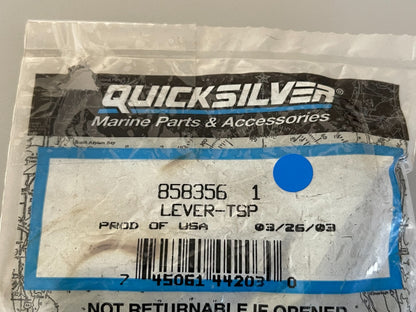 QUICKSILVER®
Marine Parts & Accessories
858356 1
LEVER-TSP
PROD OF USA 03/26/03
7 45061 44203 0
NOT RETURNABLE IF OPENED